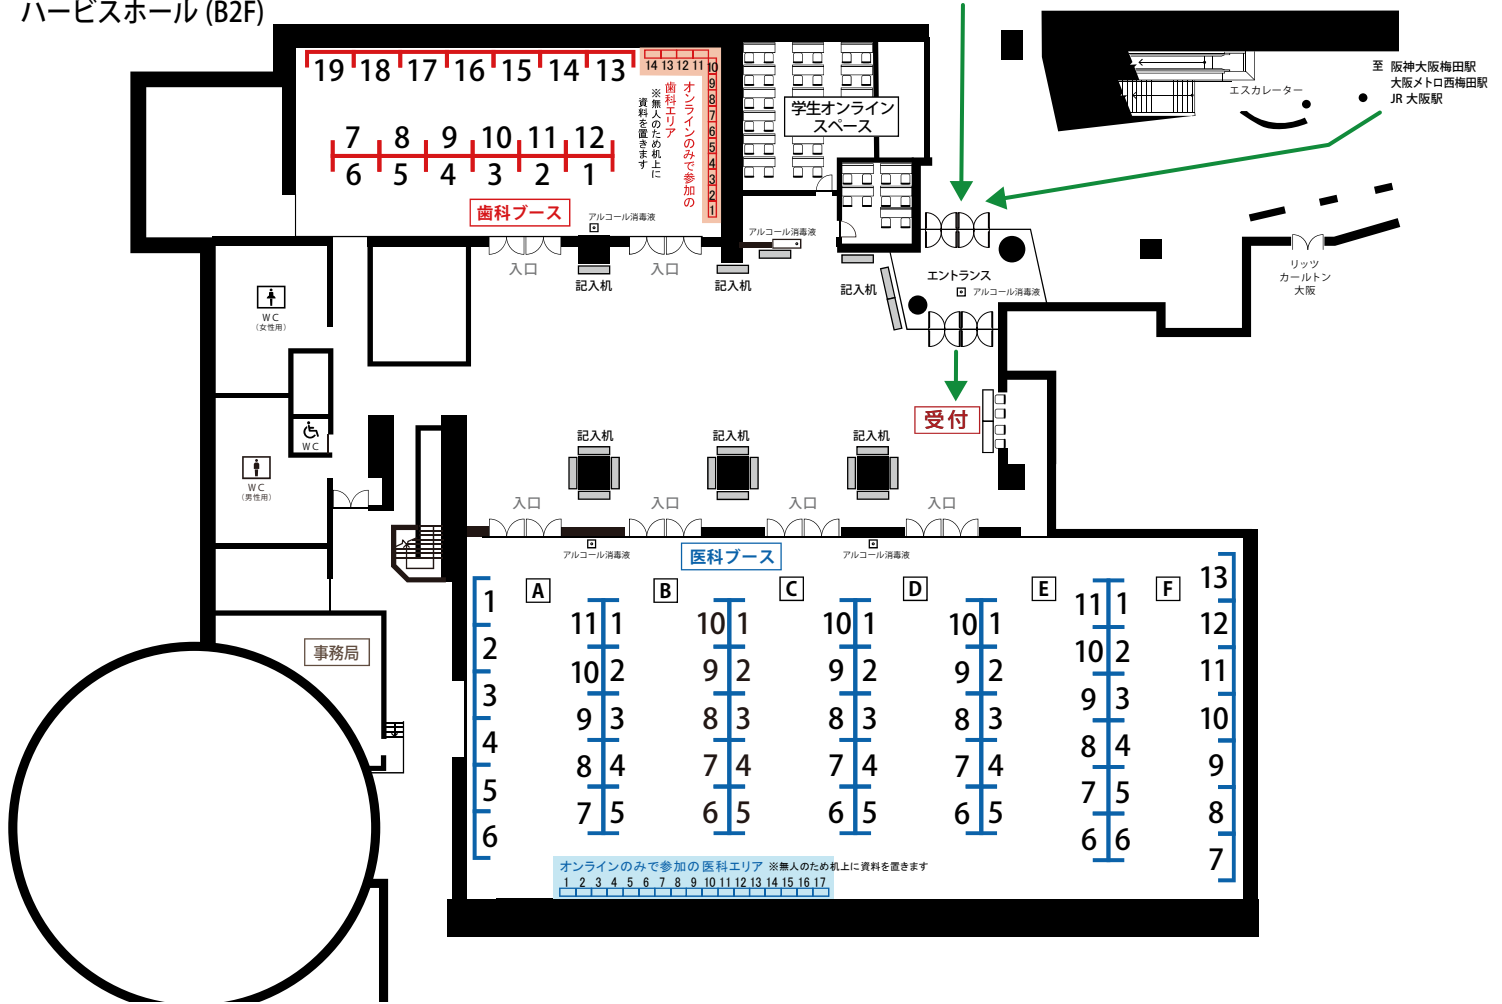 ハービスホール (B2F)
19 18 17 16 15 14 13
7 8 9 10 11 12
6 5 4 3 2 1
歯科ブース
14 13 12 11 10
9
8
7
6
5
4
3
2
1
オンラインのみで参加の
歯科エリア
※無人のため机上に
資料を置きます
学生オンライン
スペース
エスカレーター
至 阪神大阪梅田駅
大阪メトロ西梅田駅
JR 大阪駅
リッツ
カールトン
大阪
アルコール消毒液
アルコール消毒液
入口
入口
記入机
記入机
記入机
エントランス
アルコール消毒液
WC
(女性用)
WC
WC
(男性用)
受付
記入机
記入机
記入机
入口
入口
入口
入口
アルコール消毒液
アルコール消毒液
医科ブース
事務局
A
B
C
D
E
F
1
2
3
4
5
6
11 1
10 2
9 3
8 4
7 5
10 1
9 2
8 3
7 4
6 5
10 1
9 2
8 3
7 4
6 5
10 1
9 2
8 3
7 4
6 5
11 1
10 2
9 3
8 4
7 5
6 6
13
12
11
10
9
8
7
オンラインのみで参加の医科エリア ※無人のため机上に資料を置きます
1 2 3 4 5 6 7 8 9 10 11 12 13 14 15 16 17